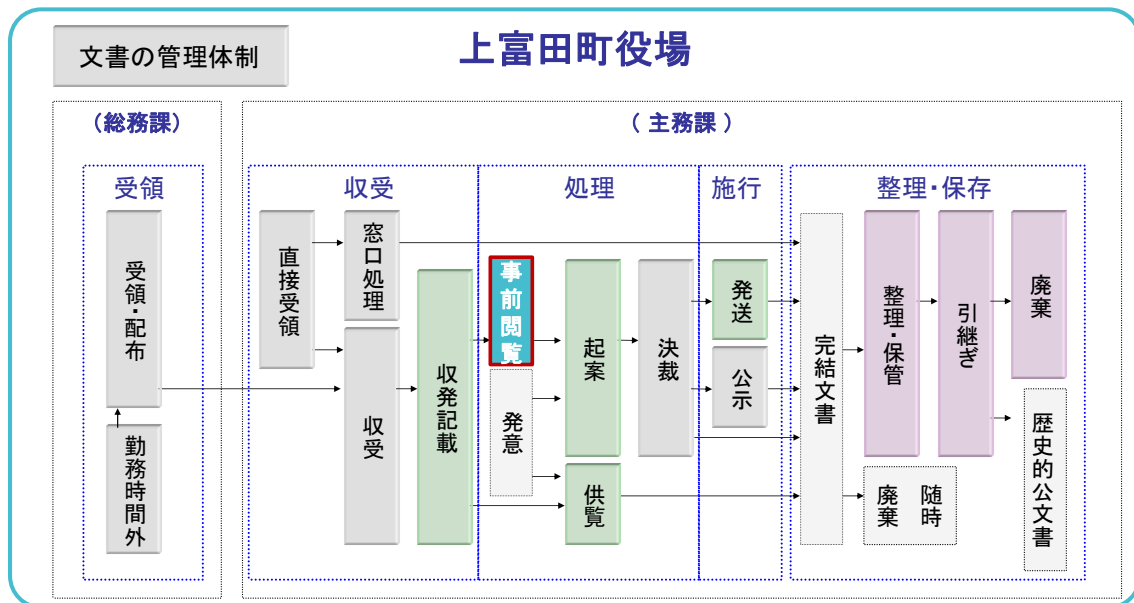 文書の管理体制
上富田町役場
（総務課）
（ 主務課 ）
受領
収受
処理
施行
整理・保存
受領・配布
勤務時間外
直接受領
窓口処理
収受
収発記載
事前閲覧
発意
起案
供覧
決裁
発送
公示
完結文書
整理・保管
引継ぎ
廃棄
歴史的公文書
随時
廃棄